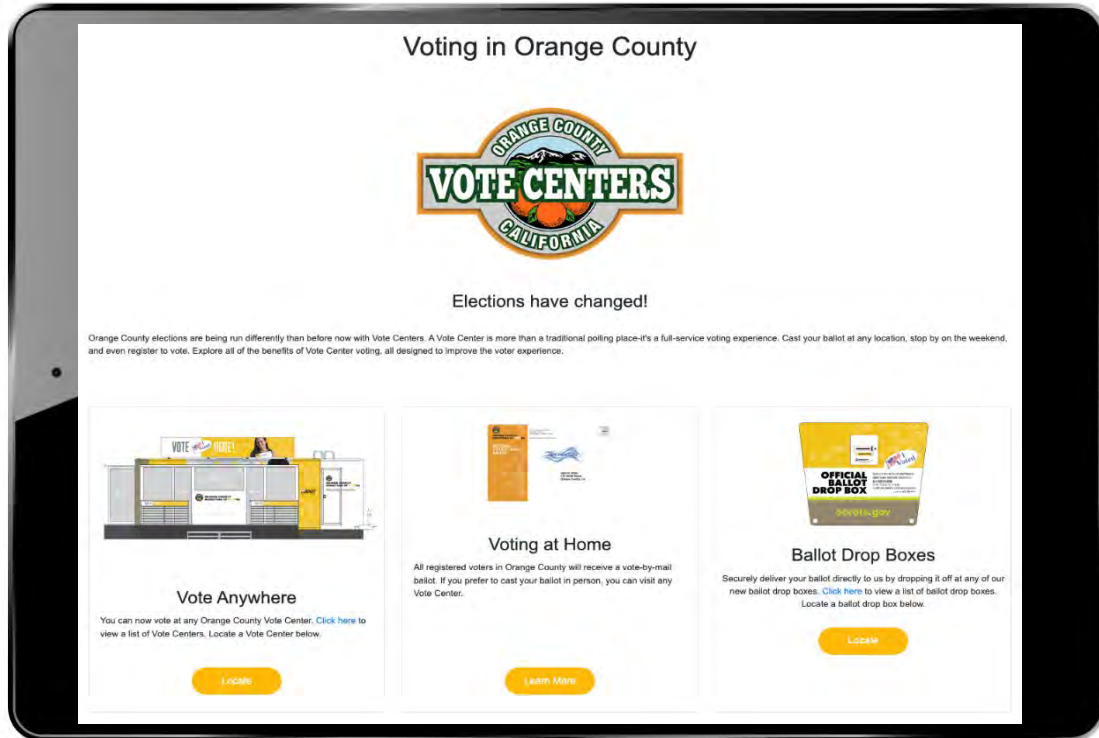 Voting in Orange County
ORANGE COUNTY
VOTE CENTERS
CALIFORNIA
Elections have changed!
Orange County elections are being run differently than before now with Vote Centers. A Vote Center is more than a traditional polling place-it's a full-service voting experience. Cast your ballot at any location, stop by on the weekend,
and even register to vote. Explore all of the benefits of Vote Center voting, all designed to improve the voter experience.
VOTE HERE!
Vote Anywhere
You can now vote at any Orange County Vote Center. Click here to
view a list of Vote Centers. Locate a Vote Center below.
Locate
Voting at Home
All registered voters in Orange County will receive a vote-by-mail
ballot. If you prefer to cast your ballot in person, you can visit any
Vote Center.
Learn More
I Voted
OFFICIAL
BALLOT
DROP BOX
ocvote.gov
Ballot Drop Boxes
Securely deliver your ballot directly to us by dropping it off at any of our
new ballot drop boxes. Click here to view a list of ballot drop boxes.
Locate a ballot drop box below.
Locate